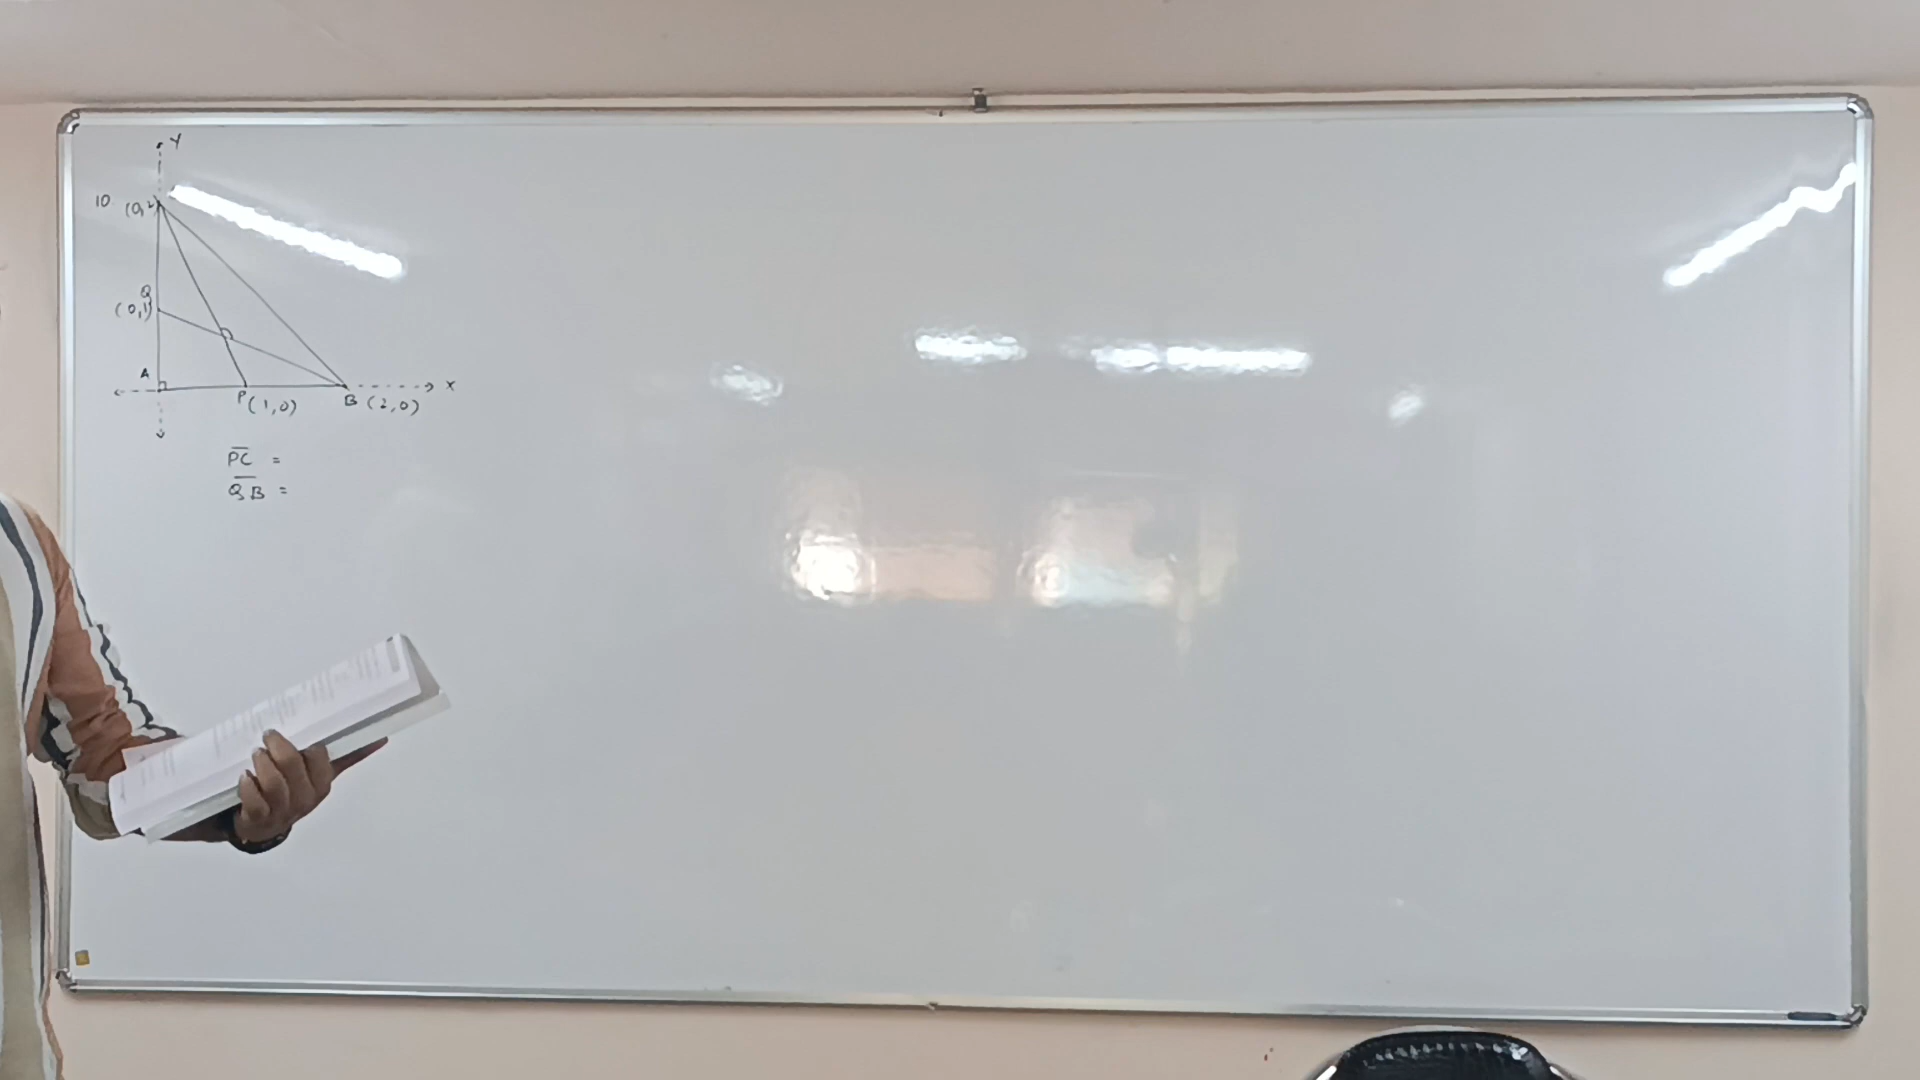 Y
10. (0,2)
Q
(0,1)
A
X
P(1,0) B (2,0)
PC =
QB =